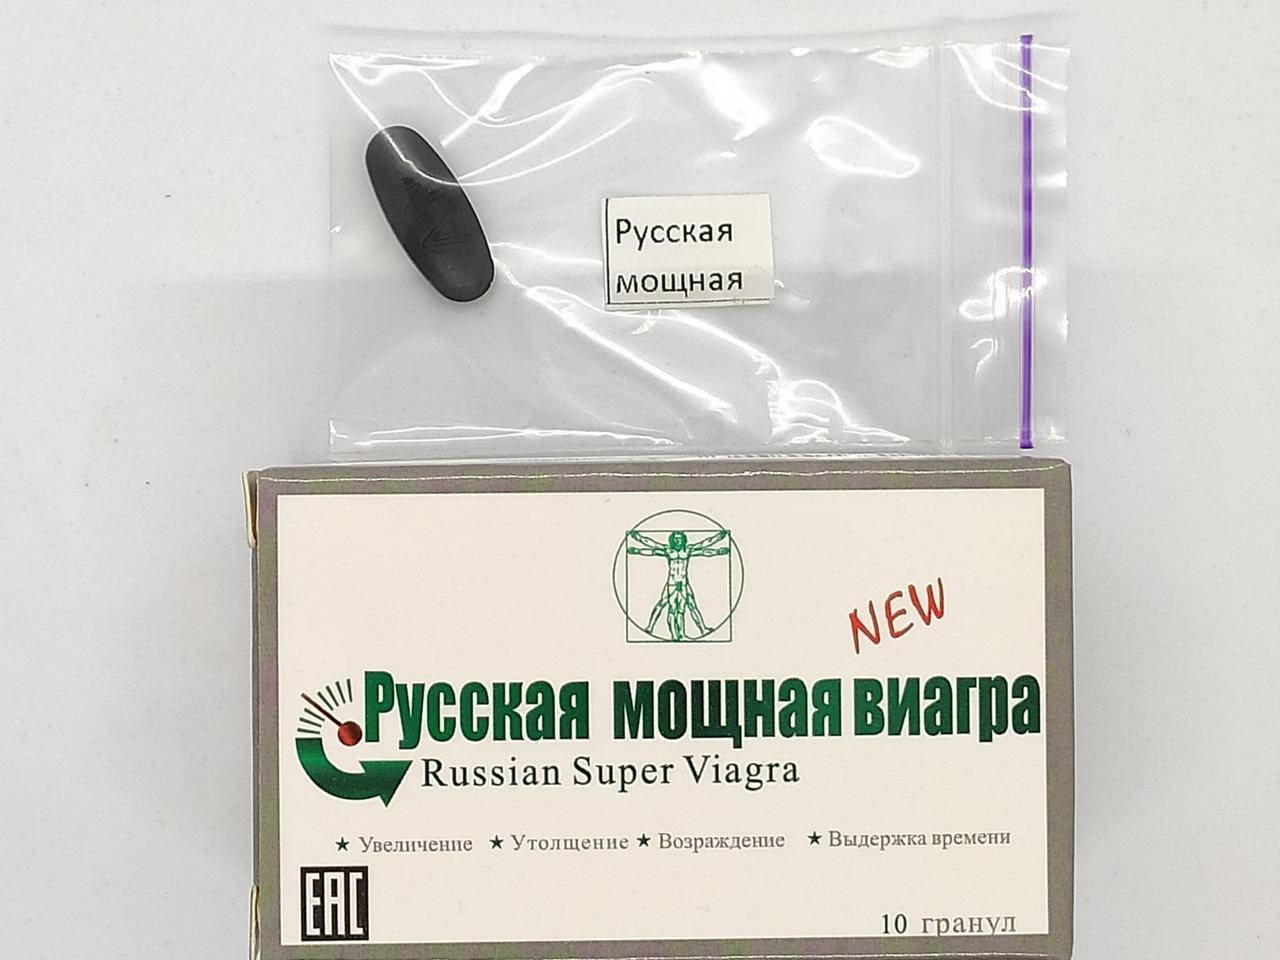 Русская
мощная
NEW
Русская мощная виагра
Russian Super Viagra
★ Увеличение ★ Утолщение ★ Возраждение ★ Выдержка времени
EAC
10 гранул